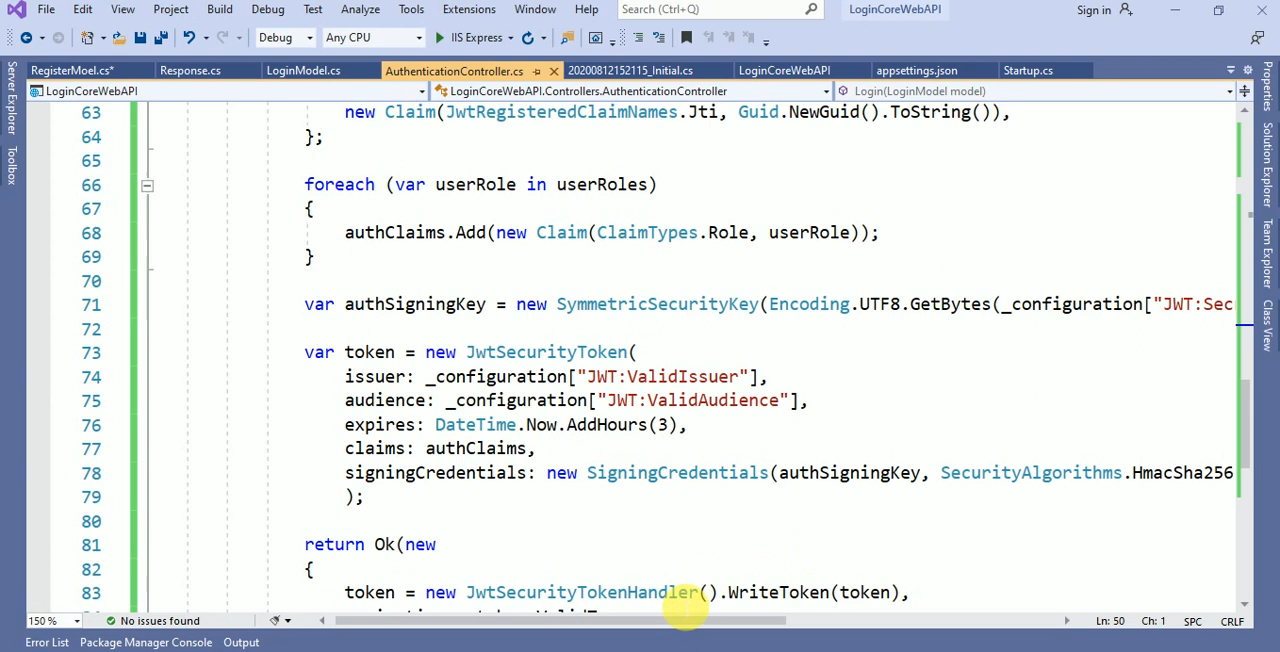 File Edit View Project Build Debug Test Analyze Tools Extensions Window Help Search (Ctrl+Q) LoginCoreWebAPI Sign in
Debug Any CPU IIS Express
RegisterMoel.cs* Response.cs LoginModel.cs AuthenticationController.cs 20200812152115_Initial.cs LoginCoreWebAPI appsettings.json Startup.cs
LoginCoreWebAPI LoginCoreWebAPI.Controllers.AuthenticationController Login(LoginModel model)
Server Explorer
Toolbox
63 new Claim(JwtRegisteredClaimNames.Jti, Guid.NewGuid().ToString()),
64 };
65
66 foreach (var userRole in userRoles)
67 {
68 authClaims.Add(new Claim(ClaimTypes.Role, userRole));
69 }
70
71 var authSigningKey = new SymmetricSecurityKey(Encoding.UTF8.GetBytes(_configuration["JWT:Sec
72
73 var token = new JwtSecurityToken(
74 issuer: _configuration["JWT:ValidIssuer"],
75 audience: _configuration["JWT:ValidAudience"],
76 expires: DateTime.Now.AddHours(3),
77 claims: authClaims,
78 signingCredentials: new SigningCredentials(authSigningKey, SecurityAlgorithms.HmacSha256
79 );
80
81 return Ok(new
82 {
83 token = new JwtSecurityTokenHandler().WriteToken(token),
Properties
Solution Explorer
Team Explorer
Class View
150 % No issues found Ln: 50 Ch: 1 SPC CRLF
Error List Package Manager Console Output